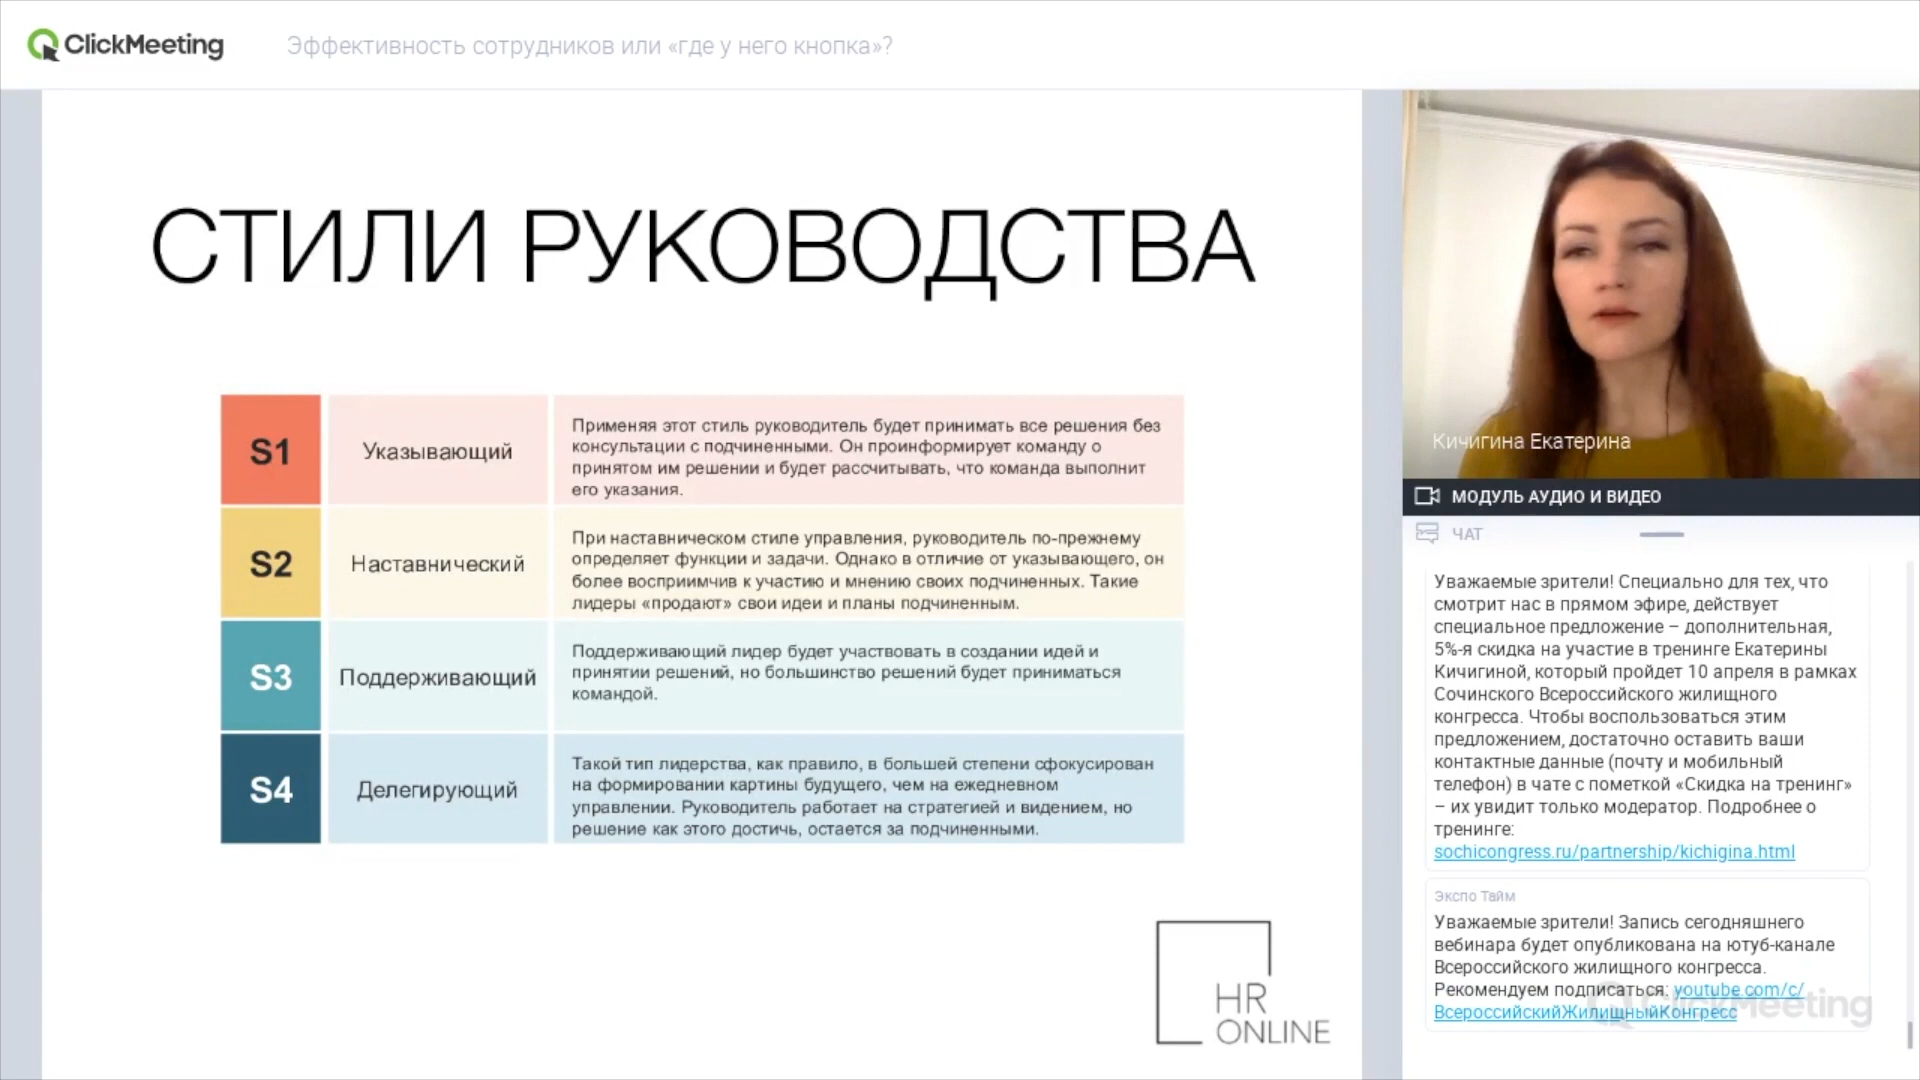 ClickMeeting
Эффективность сотрудников или «где у него кнопка»?
СТИЛИ РУКОВОДСТВА
S1
Указывающий
Применяя этот стиль руководитель будет принимать все решения без
консультации с подчиненными. Он проинформирует команду о
принятом им решении и будет рассчитывать, что команда выполнит
его указания.
S2
Наставнический
При наставническом стиле управления, руководитель по-прежнему
определяет функции и задачи. Однако в отличие от указывающего, он
более восприимчив к участию и мнению своих подчиненных. Такие
лидеры «продают» свои идеи и планы подчиненным.
S3
Поддерживающий
Поддерживающий лидер будет участвовать в создании идей и
принятии решений, но большинство решений будет приниматься
командой.
S4
Делегирующий
Такой тип лидерства, как правило, в большей степени сфокусирован
на формировании картины будущего, чем на ежедневном
управлении. Руководитель работает на стратегией и видением, но
решение как этого достичь, остается за подчиненными.
HR
ONLINE
Кичигина Екатерина
МОДУЛЬ АУДИО И ВИДЕО
ЧАТ
Уважаемые зрители! Специально для тех, что
смотрит нас в прямом эфире, действует
специальное предложение – дополнительная,
5%-я скидка на участие в тренинге Екатерины
Кичигиной, который пройдет 10 апреля в рамках
Сочинского Всероссийского жилищного
конгресса. Чтобы воспользоваться этим
предложением, достаточно оставить ваши
контактные данные (почту и мобильный
телефон) в чате с пометкой «Скидка на тренинг»
– их увидит только модератор. Подробнее о
тренинге:
sochicongress.ru/partnership/kichigina.html
Экспо Тайм
Уважаемые зрители! Запись сегодняшнего
вебинара будет опубликована на ютуб-канале
Всероссийского жилищного конгресса.
Рекомендуем подписаться: youtube.com/c/
ВсероссийскийЖилищныйКонгресс
ClickMeeting